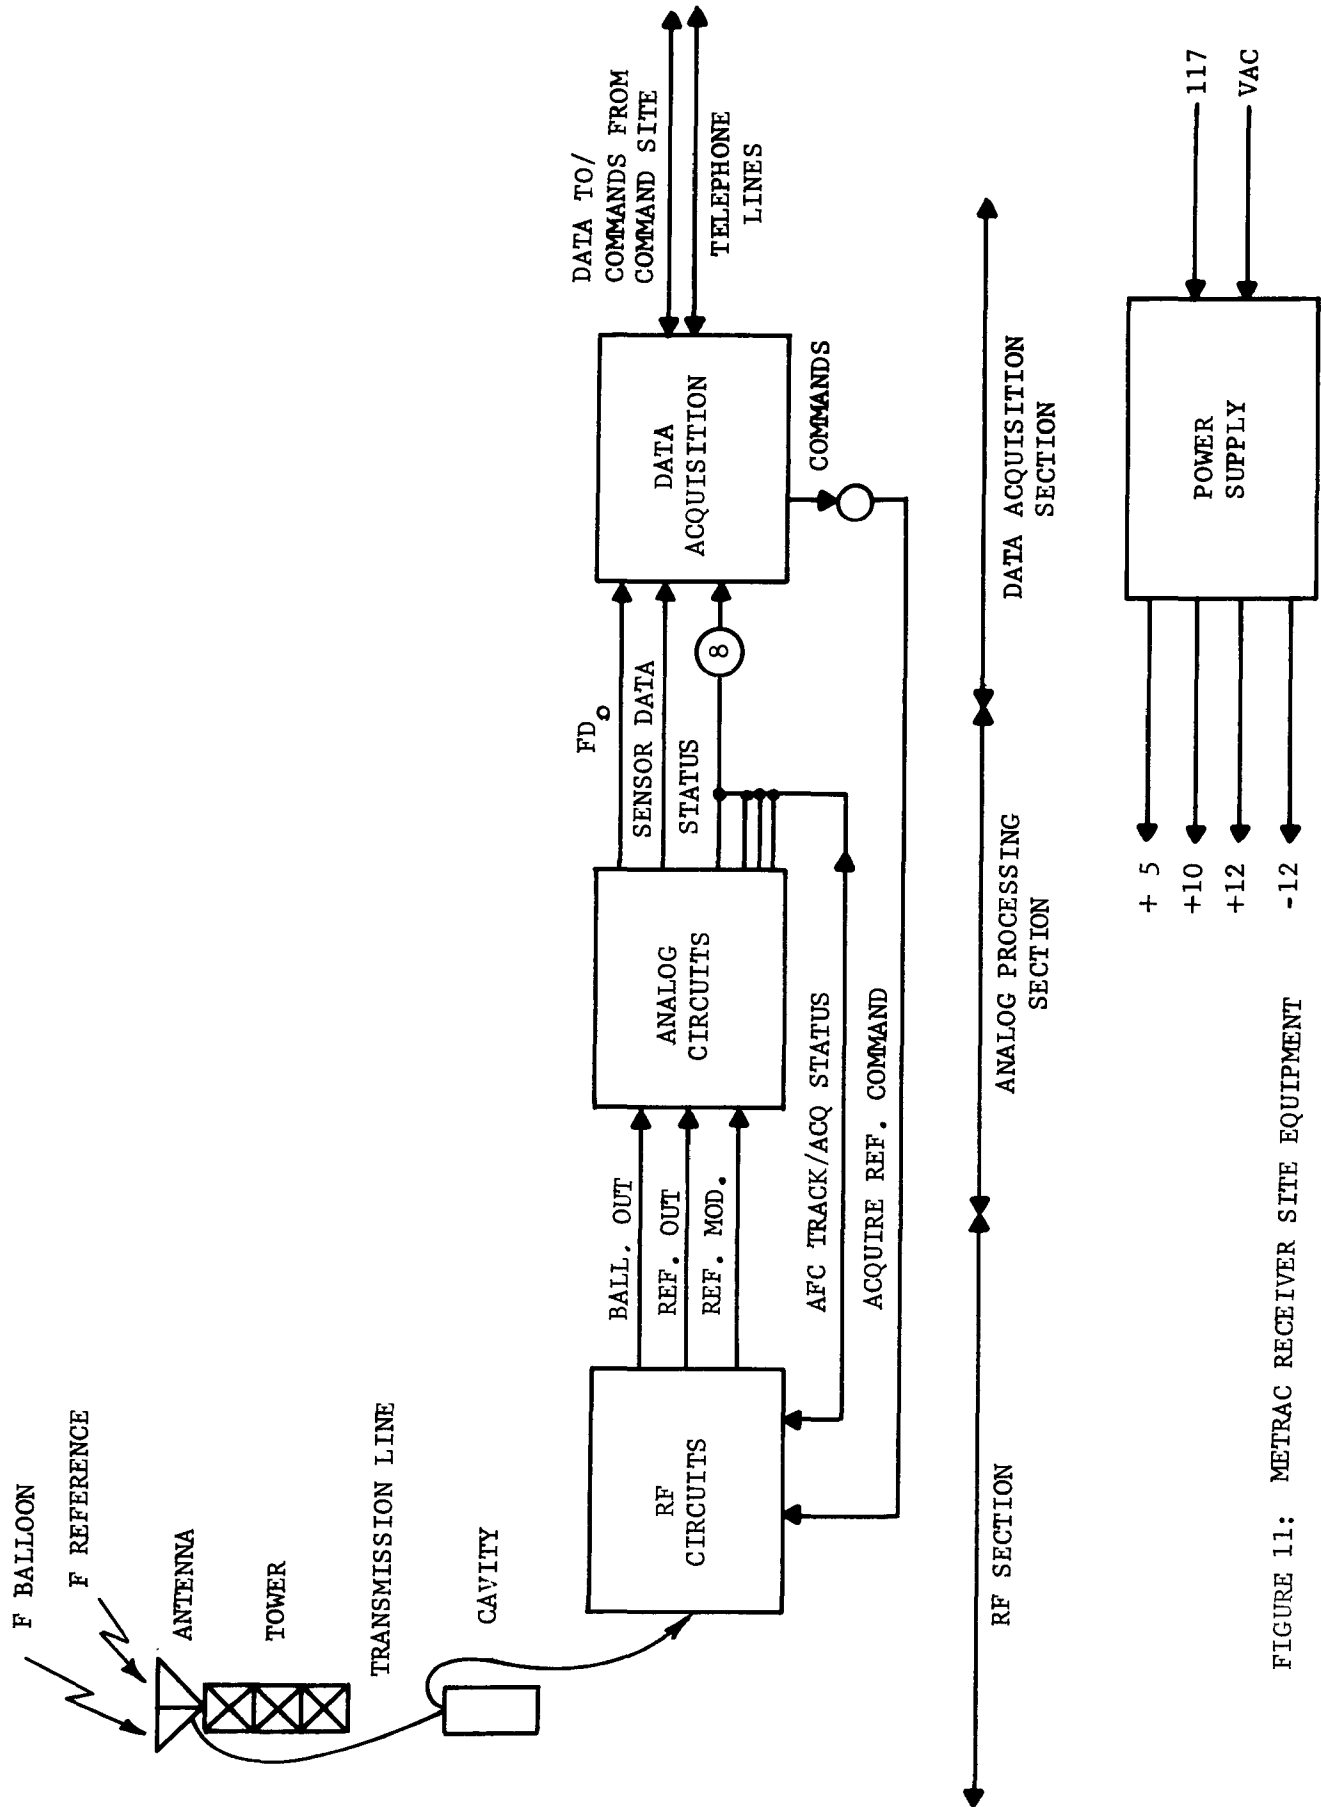 F BALLOON
F REFERENCE
ANTENNA
TOWER
TRANSMISSION LINE
CAVITY
RF
CIRCUITS
BALL. OUT
REF. OUT
REF. MOD.
AFC TRACK/ACQ STATUS
ACQUIRE REF. COMMAND
ANALOG
CIRCUITS
FD
SENSOR DATA
STATUS
8
DATA
ACQUISITION
COMMANDS
DATA TO/
COMMANDS FROM
COMMAND SITE
TELEPHONE
LINES
RF SECTION
ANALOG PROCESSING
SECTION
DATA ACQUISITION
SECTION
+ 5
+10
+12
-12
POWER
SUPPLY
117
VAC
FIGURE 11: METRAC RECEIVER SITE EQUIPMENT